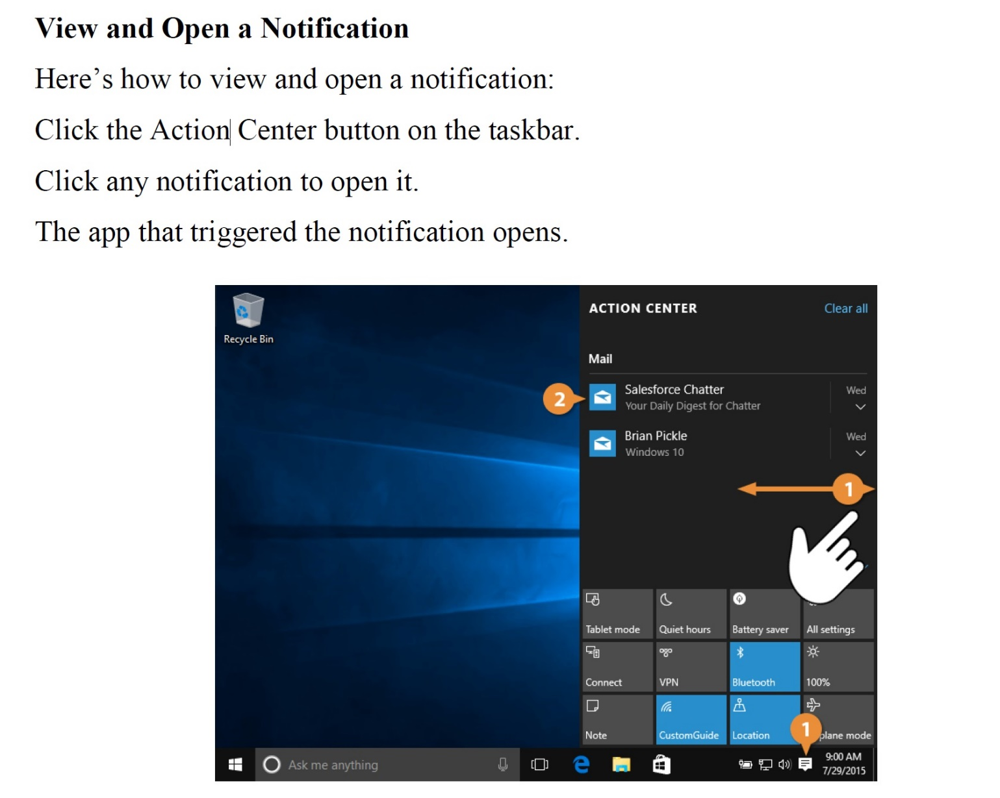 View and Open a Notification
Here’s how to view and open a notification:
Click the Action Center button on the taskbar.
Click any notification to open it.
The app that triggered the notification opens.
Recycle Bin
ACTION CENTER Clear all
Mail
2 Salesforce Chatter Wed
Your Daily Digest for Chatter
Brian Pickle Wed
Windows 10
1
Tablet mode Quiet hours Battery saver All settings
Connect VPN Bluetooth 100%
Note CustomGuide Location 1 plane mode
Ask me anything
9:00 AM
7/29/2015